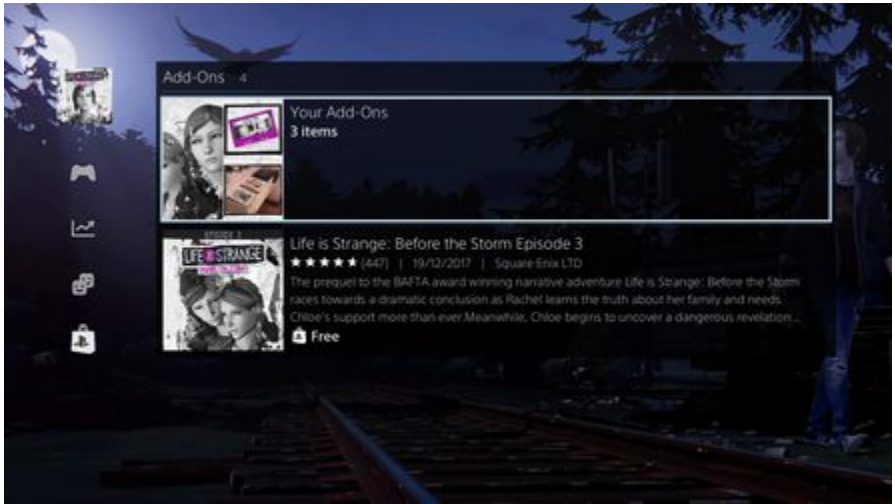 Add-Ons 4
Your Add-Ons
3 items
LIFE IS STRANGE
Life is Strange: Before the Storm Episode 3
(447) | 19/12/2017 | Square Enix LTD
The prequel to the BAFTA award winning narrative adventure Life is Strange: Before the Storm
races towards a dramatic conclusion as Rachel learns the truth about her family and needs
Chloe's support more than ever.Meanwhile, Chloe begins to uncover a dangerous revelation...
Free